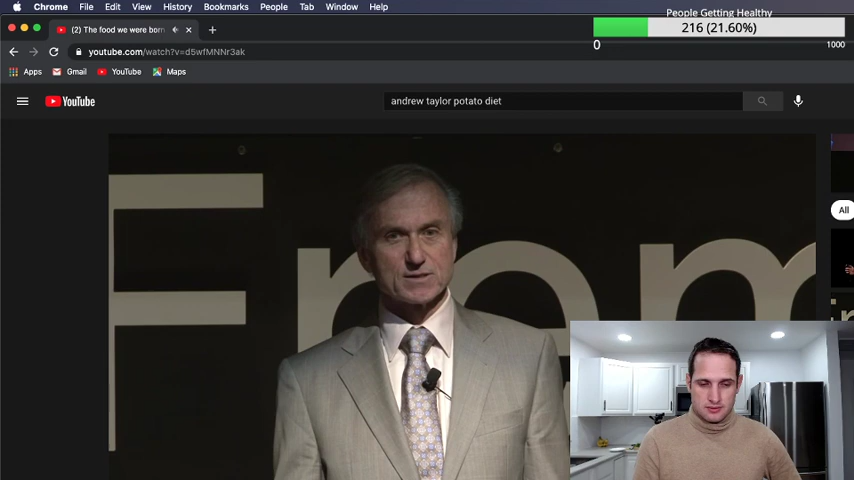 Chrome File Edit View History Bookmarks People Tab Window Help
People Getting Healthy
216 (21.60%)
0 1000
(2) The food we were born
youtube.com/watch?v=d5wfMNNr3ak
Apps Gmail YouTube Maps
YouTube
andrew taylor potato diet
All
Frem